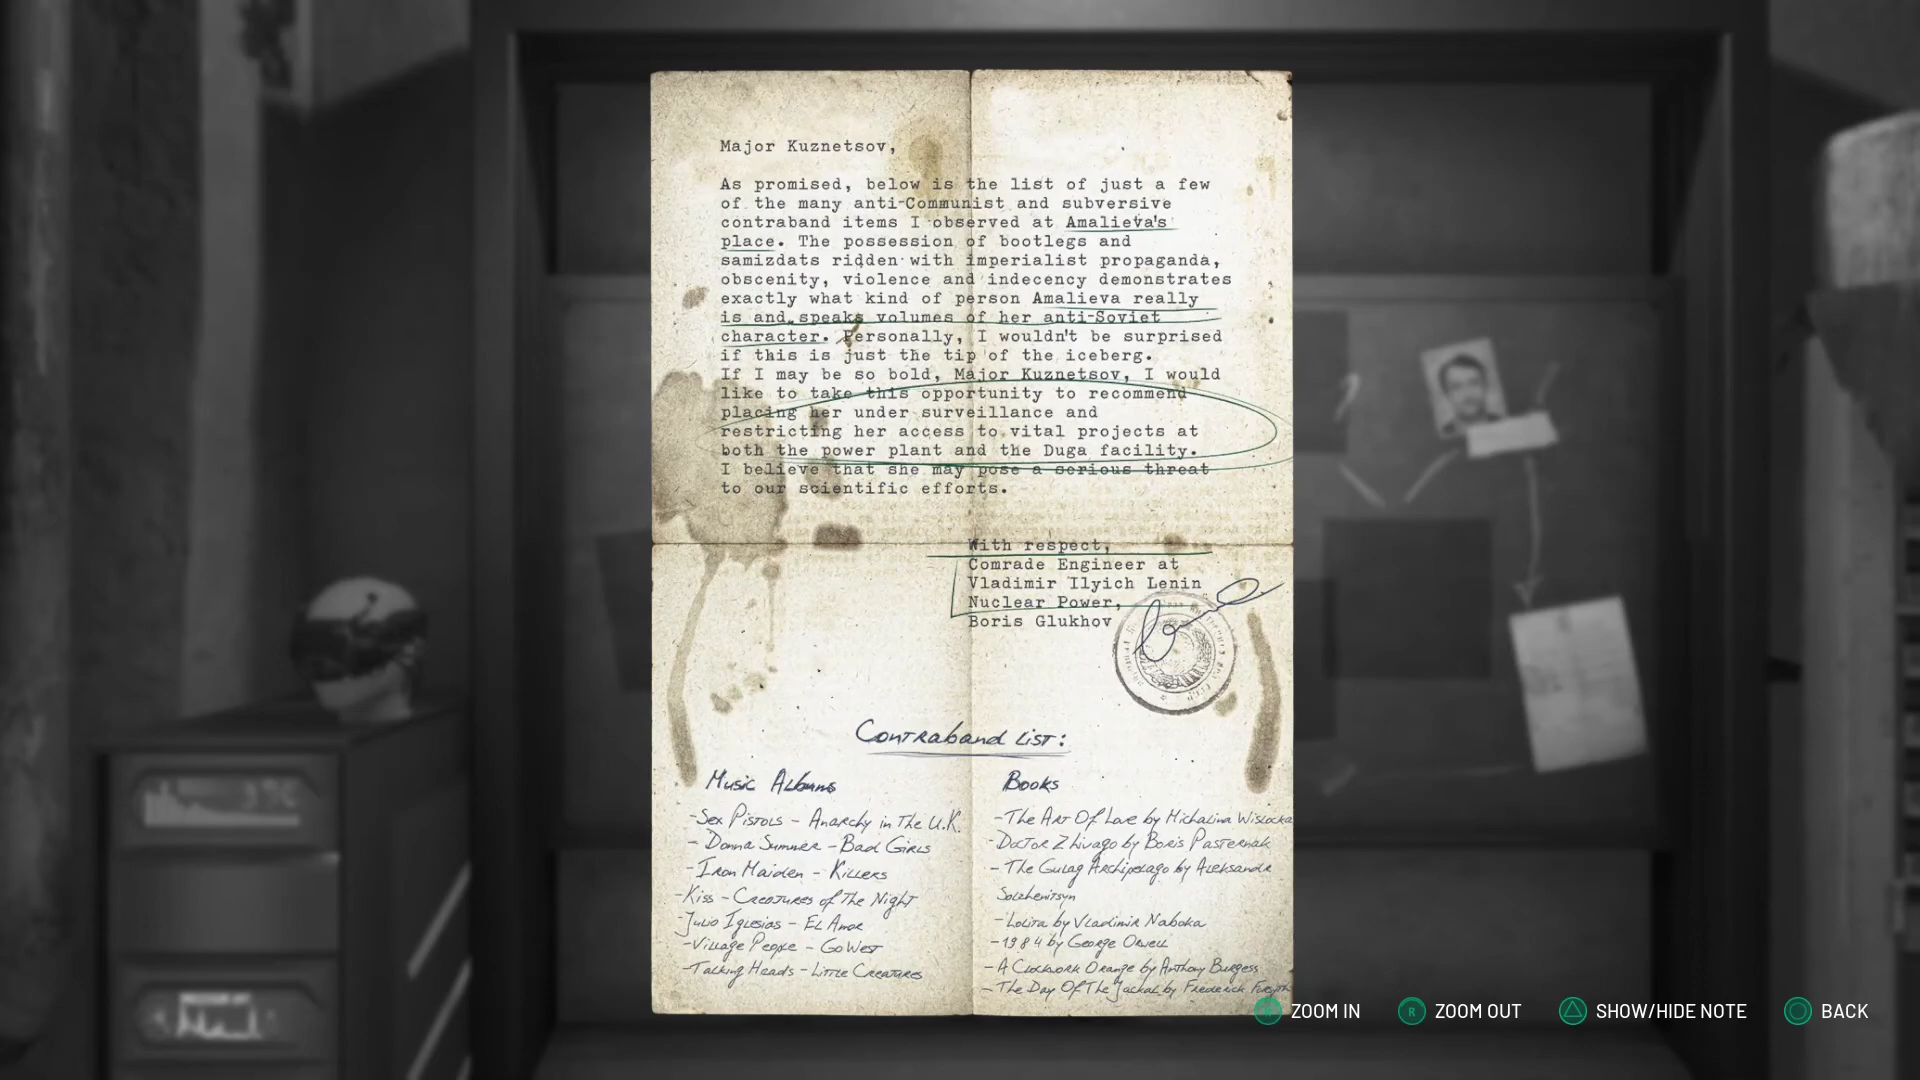 Major Kuznetsov,
As promised, below is the list of just a few
of the many anti-Communist and subversive
contraband items I observed at Amalieva's
place. The possession of bootlegs and
samizdats ridden with imperialist propaganda,
obscenity, violence and indecency demonstrates
exactly what kind of person Amalieva really
is and speaks volumes of her anti-Soviet
character. Personally, I wouldn't be surprised
if this is just the tip of the iceberg.
If I may be so bold, Major Kuznetsov, I would
like to take this opportunity to recommend
placing her under surveillance and
restricting her access to vital projects at
both the power plant and the Duga facility.
I believe that she may pose a serious threat
to our scientific efforts.
With respect,
Comrade Engineer at
Vladimir Ilyich Lenin
Nuclear Power,
Boris Glukhov
Contraband List:
Music Albums
-Sex Pistols - Anarchy in The U.K.
- Donna Summer - Bad Girls
-Iron Maiden - Killers
-Kiss - Creatures of The Night
-Julio Iglesias - El Amor
-Village People - Go West
-Talking Heads - Little Creatures
Books
-The Art Of Love by Michalina Wislocka
-Doctor Zhivago by Boris Pasternak
- The Gulag Archipelago by Aleksandr
Solzhenitsyn
-Lolita by Vladimir Naboka
-1984 by George Orwell
-A Clockwork Orange by Anthony Burgess
-The Day Of The Jackal by Frederick Forsyth
R ZOOM OUT
ZOOM IN
SHOW/HIDE NOTE
BACK